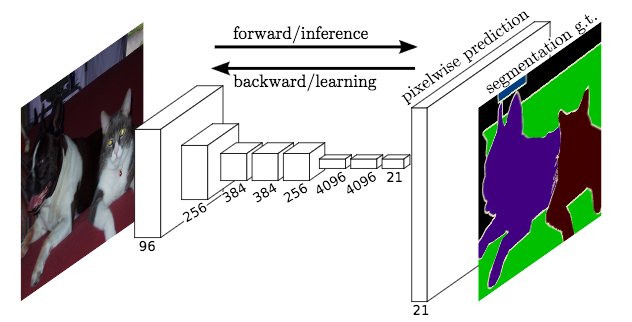 forward/inference
backward/learning
pixelwise prediction
segmentation g.t.
96
256
384
384
256
4096
4096
21
21